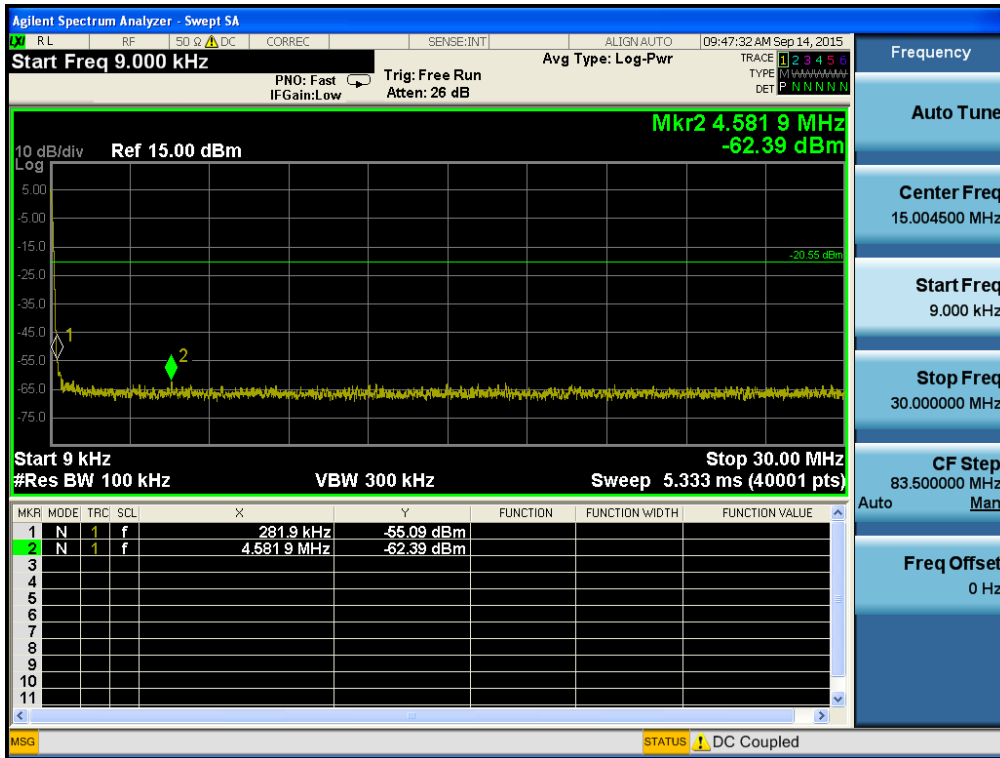 Agilent Spectrum Analyzer - Swept SA
LXI RL RF 50 Ω DC CORREC SENSE:INT ALIGN AUTO 09:47:32 AM Sep 14, 2015
Start Freq 9.000 kHz
PNO: Fast
IFGain:Low
Trig: Free Run
Atten: 26 dB
Avg Type: Log-Pwr
TRACE 1 2 3 4 5 6
TYPE M
DET P N N N N N
Mkr2 4.581 9 MHz
-62.39 dBm
10 dB/div Ref 15.00 dBm
Log
5.00
-5.00
-15.0
-20.55 dBm
-25.0
-35.0
-45.0
1
-55.0
2
-65.0
-75.0
Start 9 kHz Stop 30.00 MHz
#Res BW 100 kHz VBW 300 kHz Sweep 5.333 ms (40001 pts)
MKR MODE TRC SCL X Y FUNCTION FUNCTION WIDTH FUNCTION VALUE
1 N 1 f 281.9 kHz -55.09 dBm
2 N 1 f 4.581 9 MHz -62.39 dBm
3
4
5
6
7
8
9
10
11
MSG STATUS DC Coupled
Frequency
Auto Tune
Center Freq
15.004500 MHz
Start Freq
9.000 kHz
Stop Freq
30.000000 MHz
CF Step
83.500000 MHz
Auto Man
Freq Offset
0 Hz